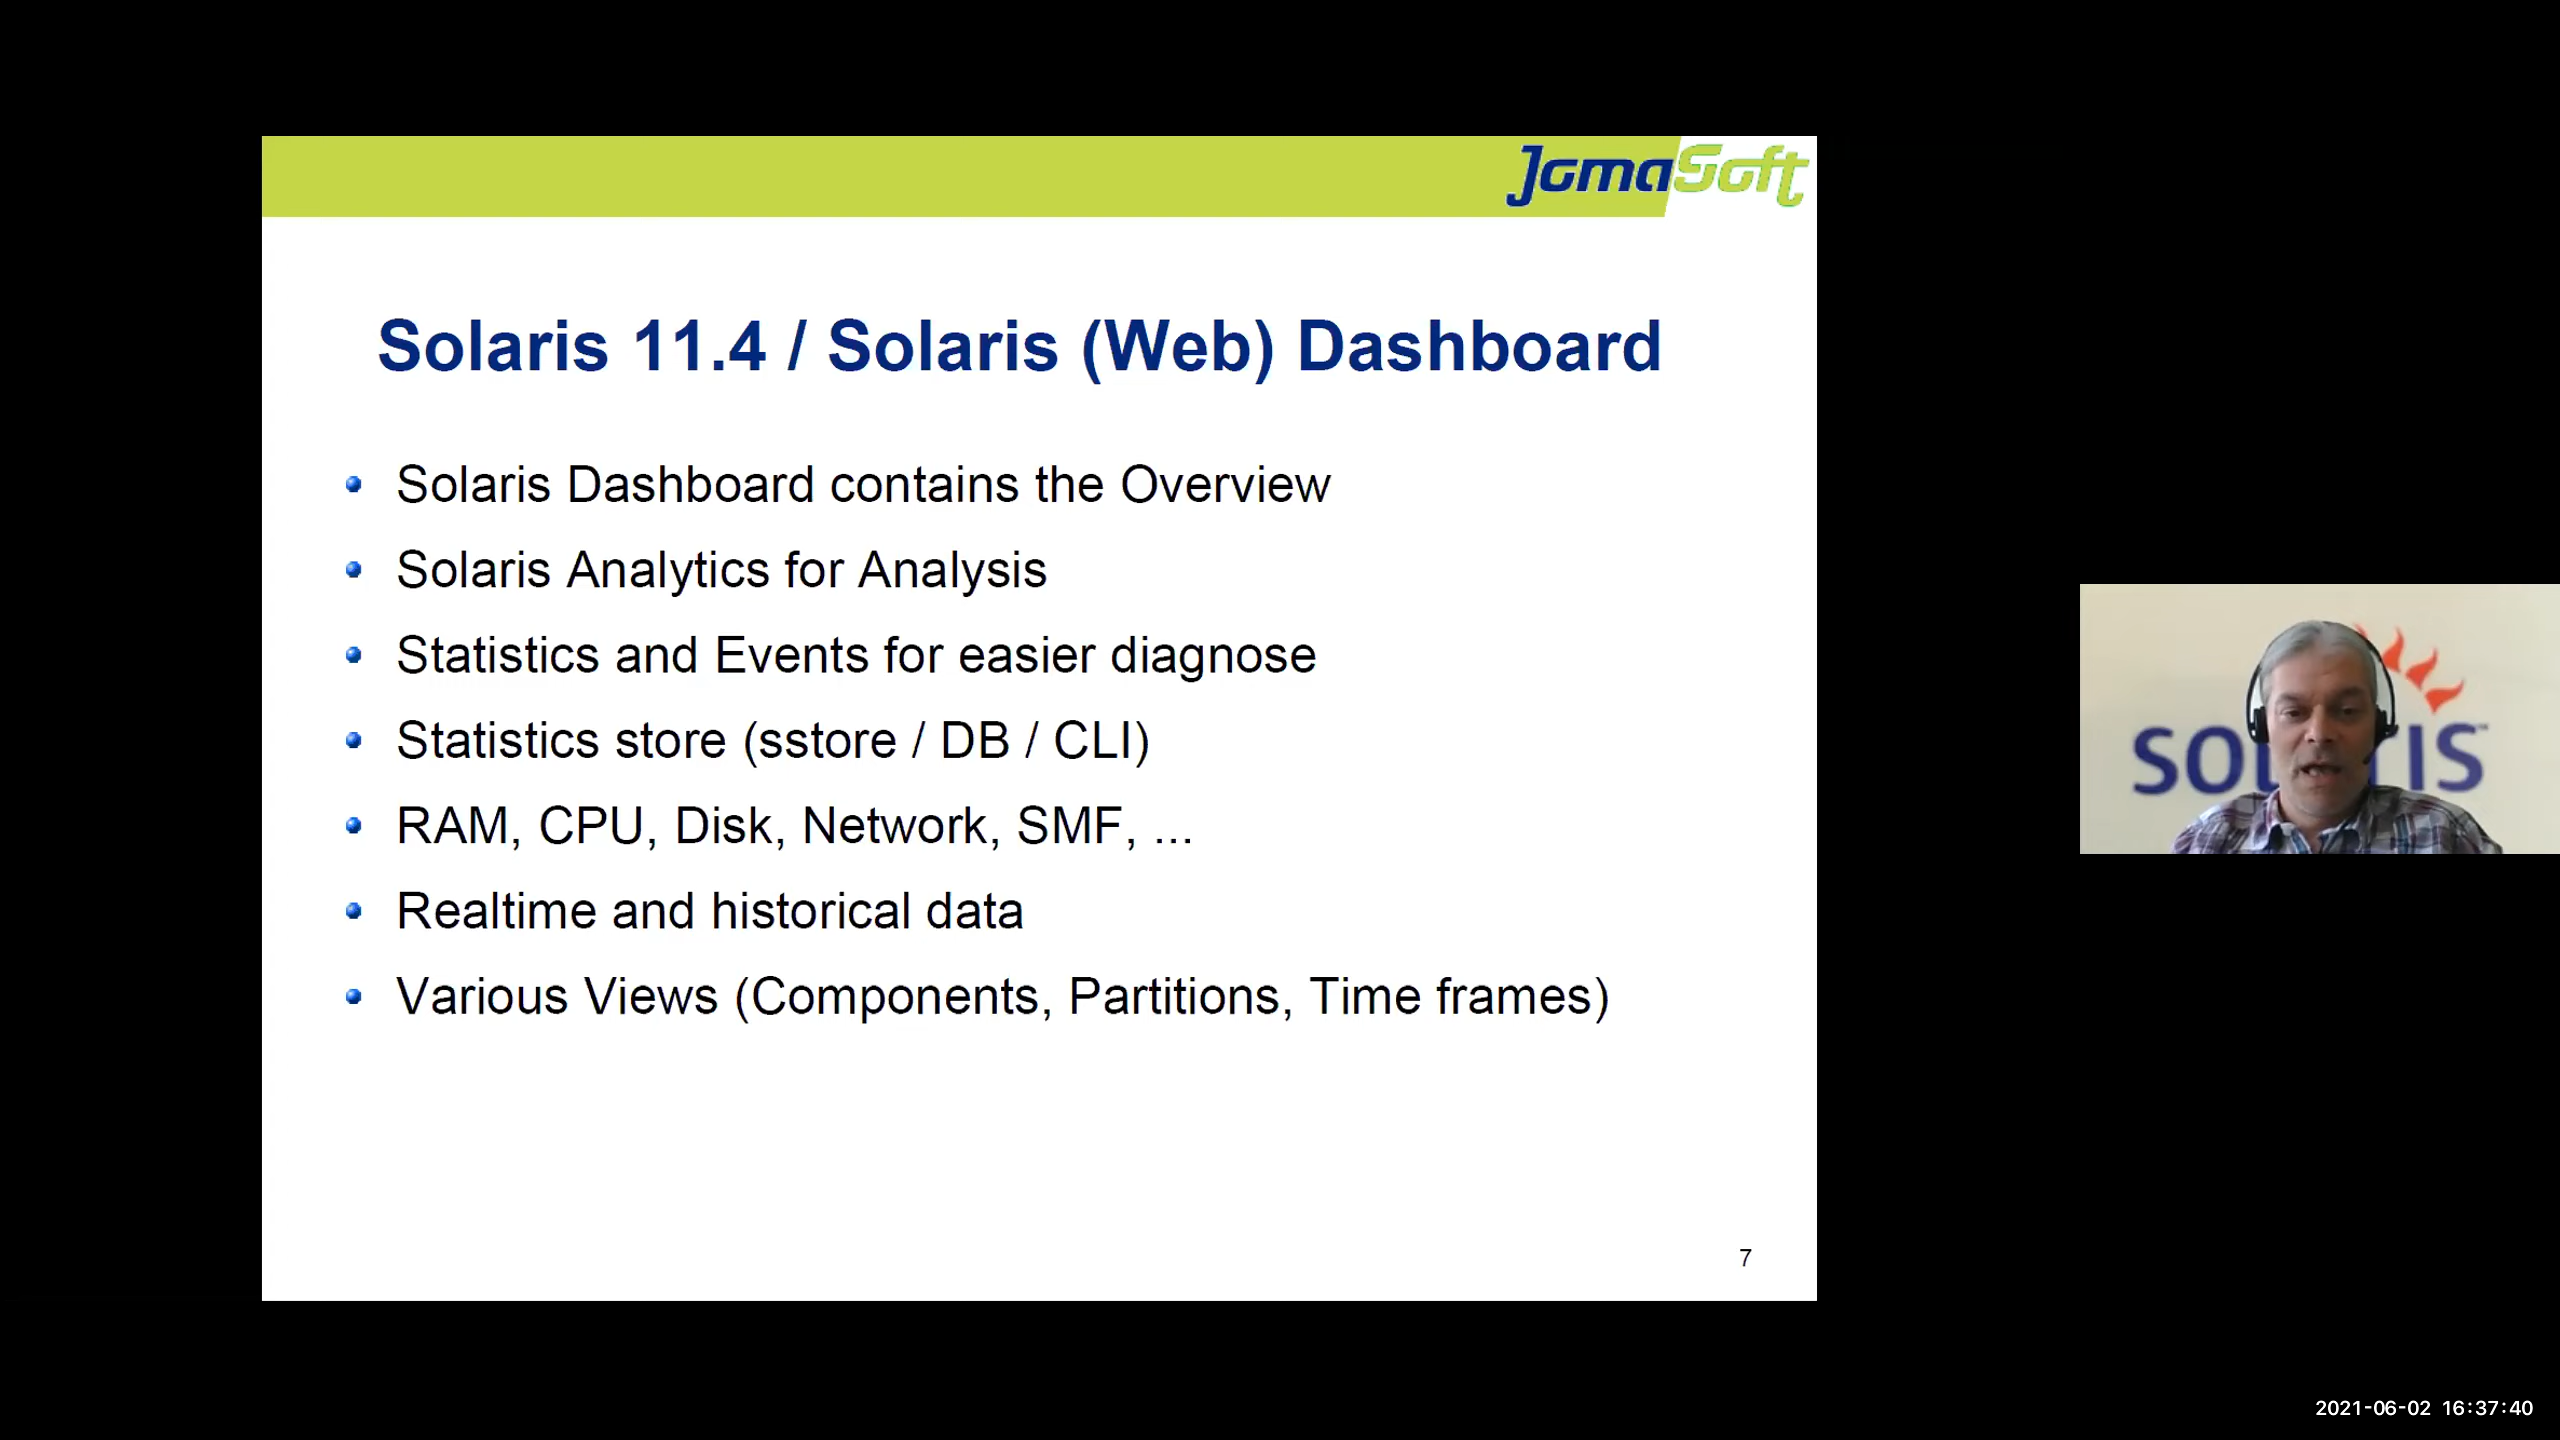 JomaSoft
Solaris 11.4 / Solaris (Web) Dashboard
Solaris Dashboard contains the Overview
Solaris Analytics for Analysis
Statistics and Events for easier diagnose
Statistics store (sstore / DB / CLI)
RAM, CPU, Disk, Network, SMF, ...
Realtime and historical data
Various Views (Components, Partitions, Time frames)
7
SOL RIS
2021-06-02 16:37:40